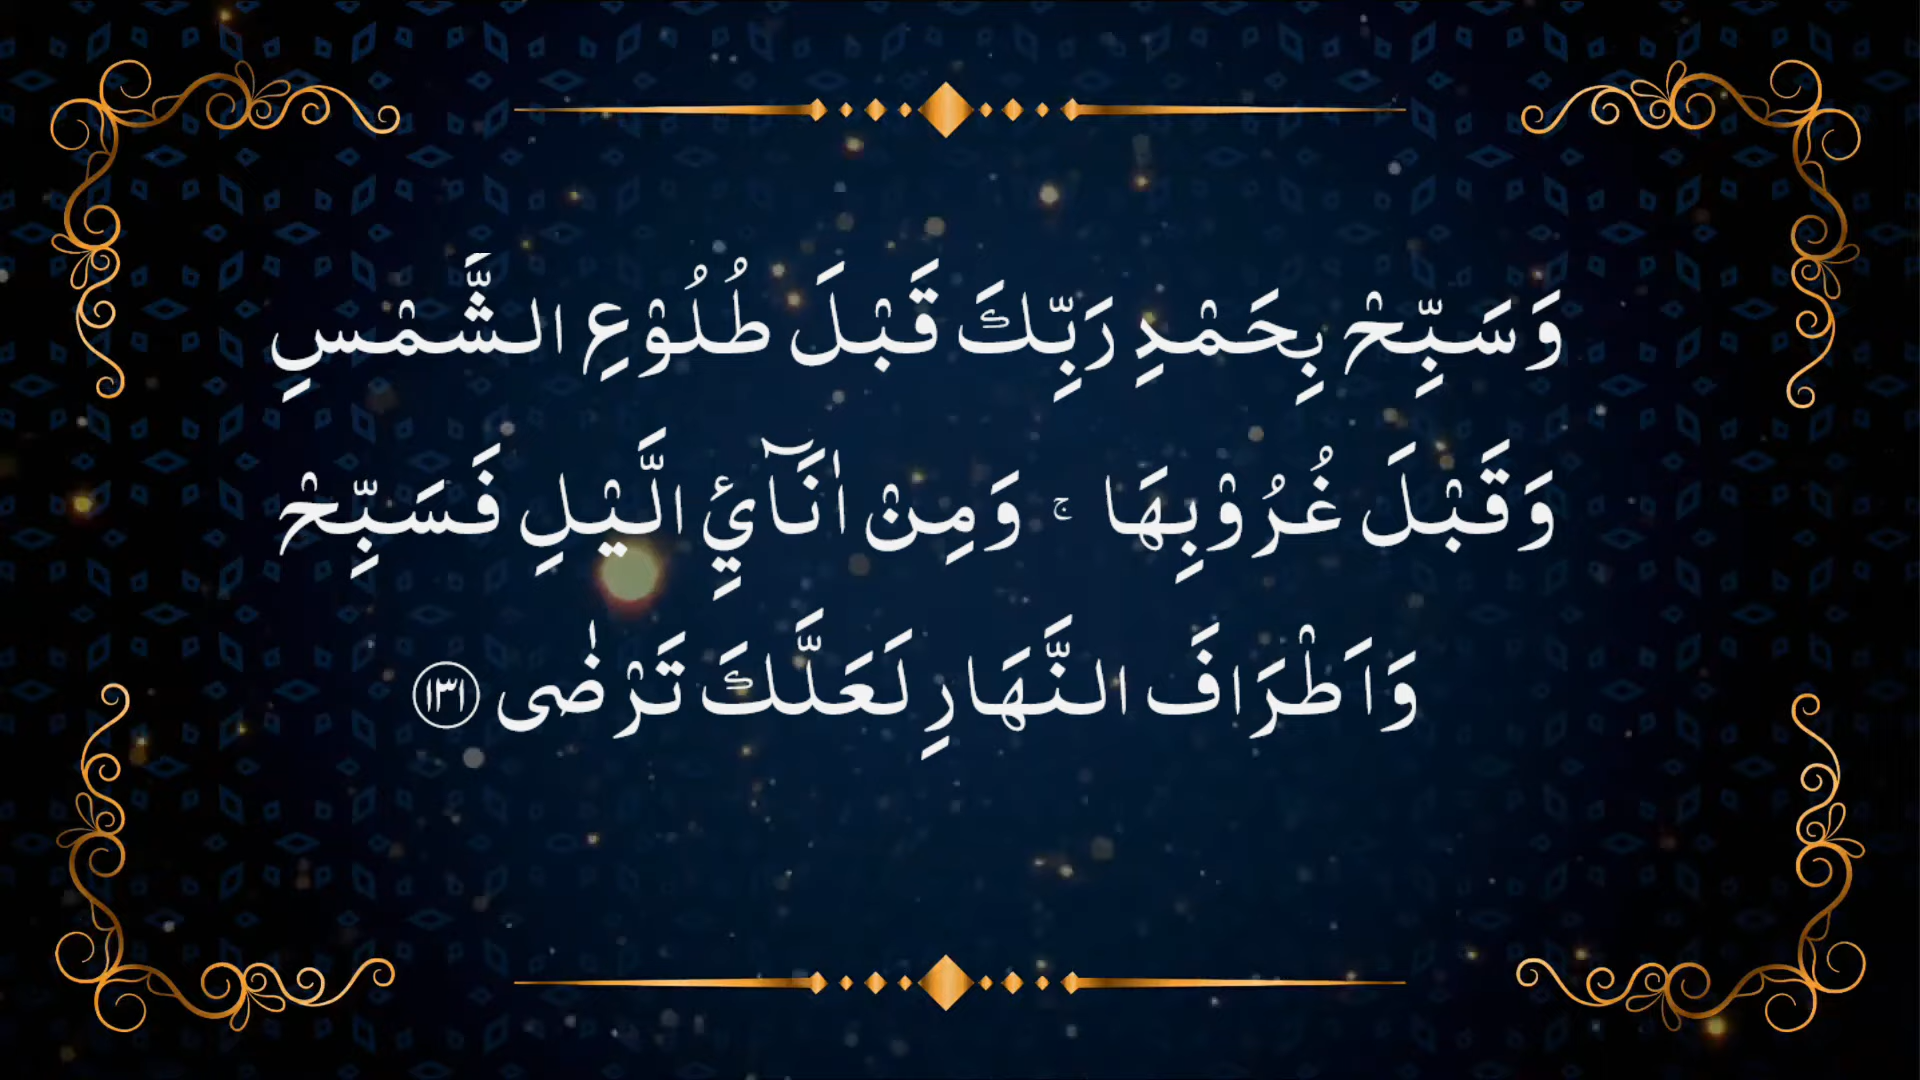 وَسَبِّحْ بِحَمْدِ رَبِّكَ قَبْلَ طُلُوْعِ الشَّمْسِ
وَقَبْلَ غُرُوْبِهَا ۚ وَمِنْ اٰنَآئِ الَّيْلِ فَسَبِّحْ
وَاَطْرَافَ النَّهَارِ لَعَلَّكَ تَرْضٰى ١٣١